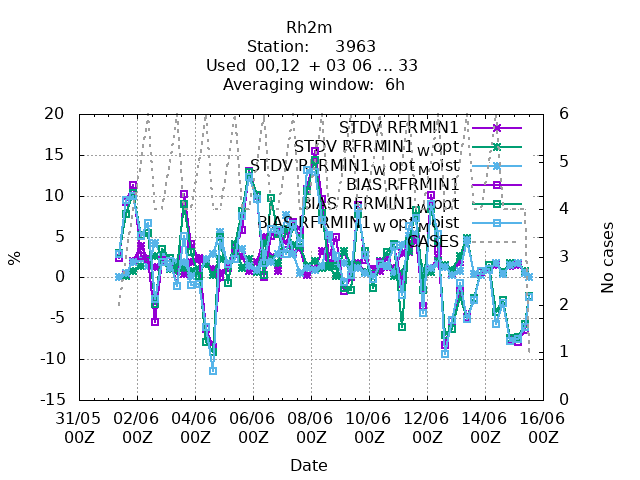 Rh2m
Station: 3963
Used 00,12 + 03 06 ... 33
Averaging window: 6h
20
15
10
5
0
-5
-10
-15
%
6
5
4
3
2
1
0
No cases
STDV RFRMIN1
STDV RFRMIN1 W opt
STDV RFRMIN1 W opt M oist
BIAS RFRMIN1
BIAS RFRMIN1 W opt
BIAS RFRMIN1 W opt M oist
CASES
31/05 02/06 04/06 06/06 08/06 10/06 12/06 14/06 16/06
00Z 00Z 00Z 00Z 00Z 00Z 00Z 00Z 00Z
Date